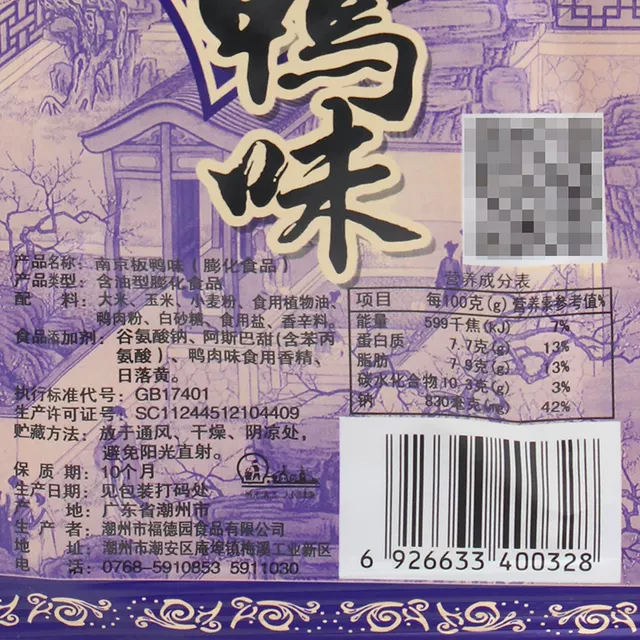 鸭
味
产品名称：南京板鸭味（膨化食品）
产品类型：含油型膨化食品
配　　料：大米、玉米、小麦粉、食用植物油、
鸭肉粉、白砂糖、食用盐、香辛料。
食品添加剂：谷氨酸钠、阿斯巴甜(含苯丙
氨酸）、鸭肉味食用香精、
日落黄。
执行标准代号：GB17401
生产许可证号：SC11244512104409
贮藏方法：放于通风、干燥、阴凉处，
避免阳光直射。
保 质 期：10个月
生产日期：见包装打码处
产　　地：广东省潮州市
生 产 者：潮州市福德园食品有限公司
地　　址：潮州市潮安区庵埠镇梅溪工业新区
电　　话：0768-5910853 5911030
营养成分表
项目 每100克(g) 营养素参考值%
能量 599千焦(KJ) 7%
蛋白质 7.7克(g) 13%
脂肪 7.9克(g) 13%
碳水化合物 10.3克(g) 3%
钠 830毫克(mg) 42%
6 926633 400328